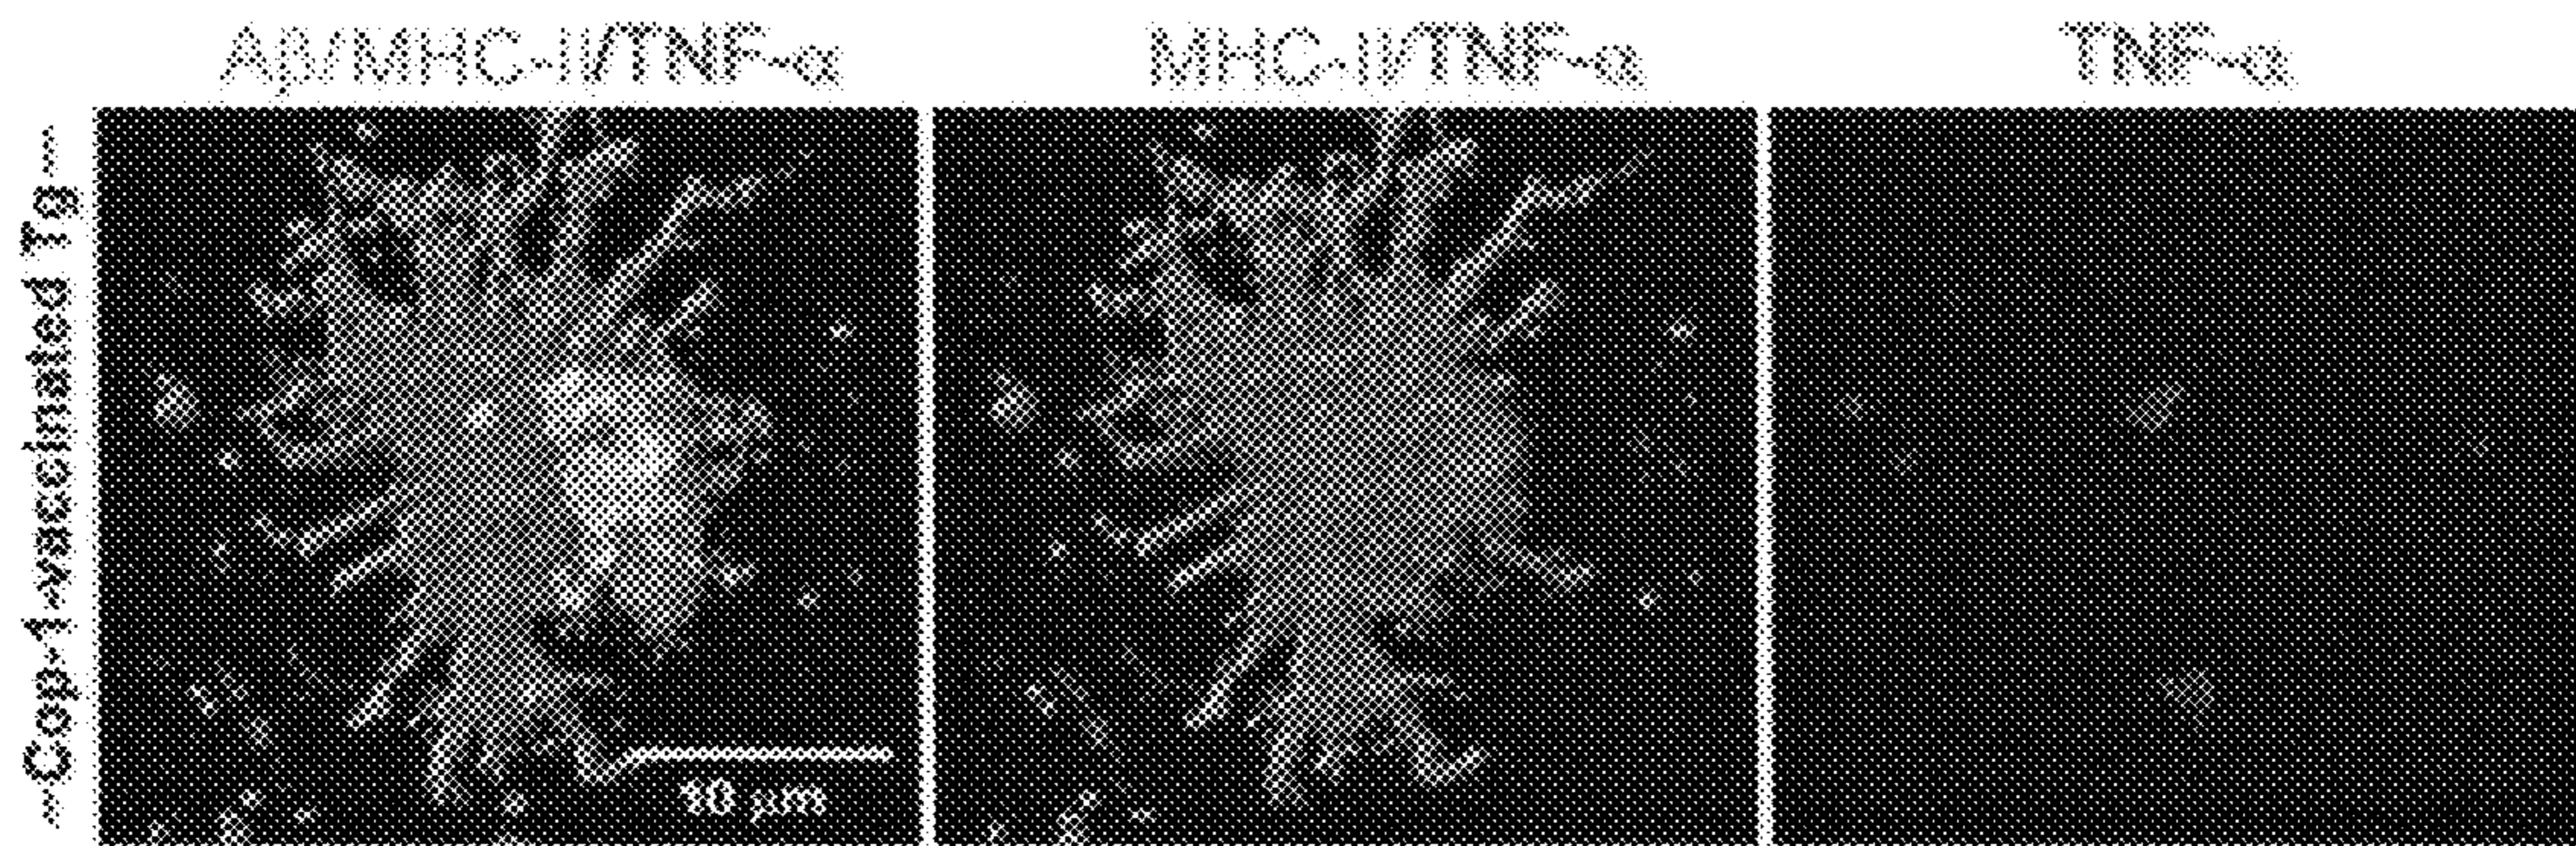 Aβ/MHC-II/TNF-α
MHC-II/TNF-α
TNF-α
Cop-1-vaccinated Tg
10 µm